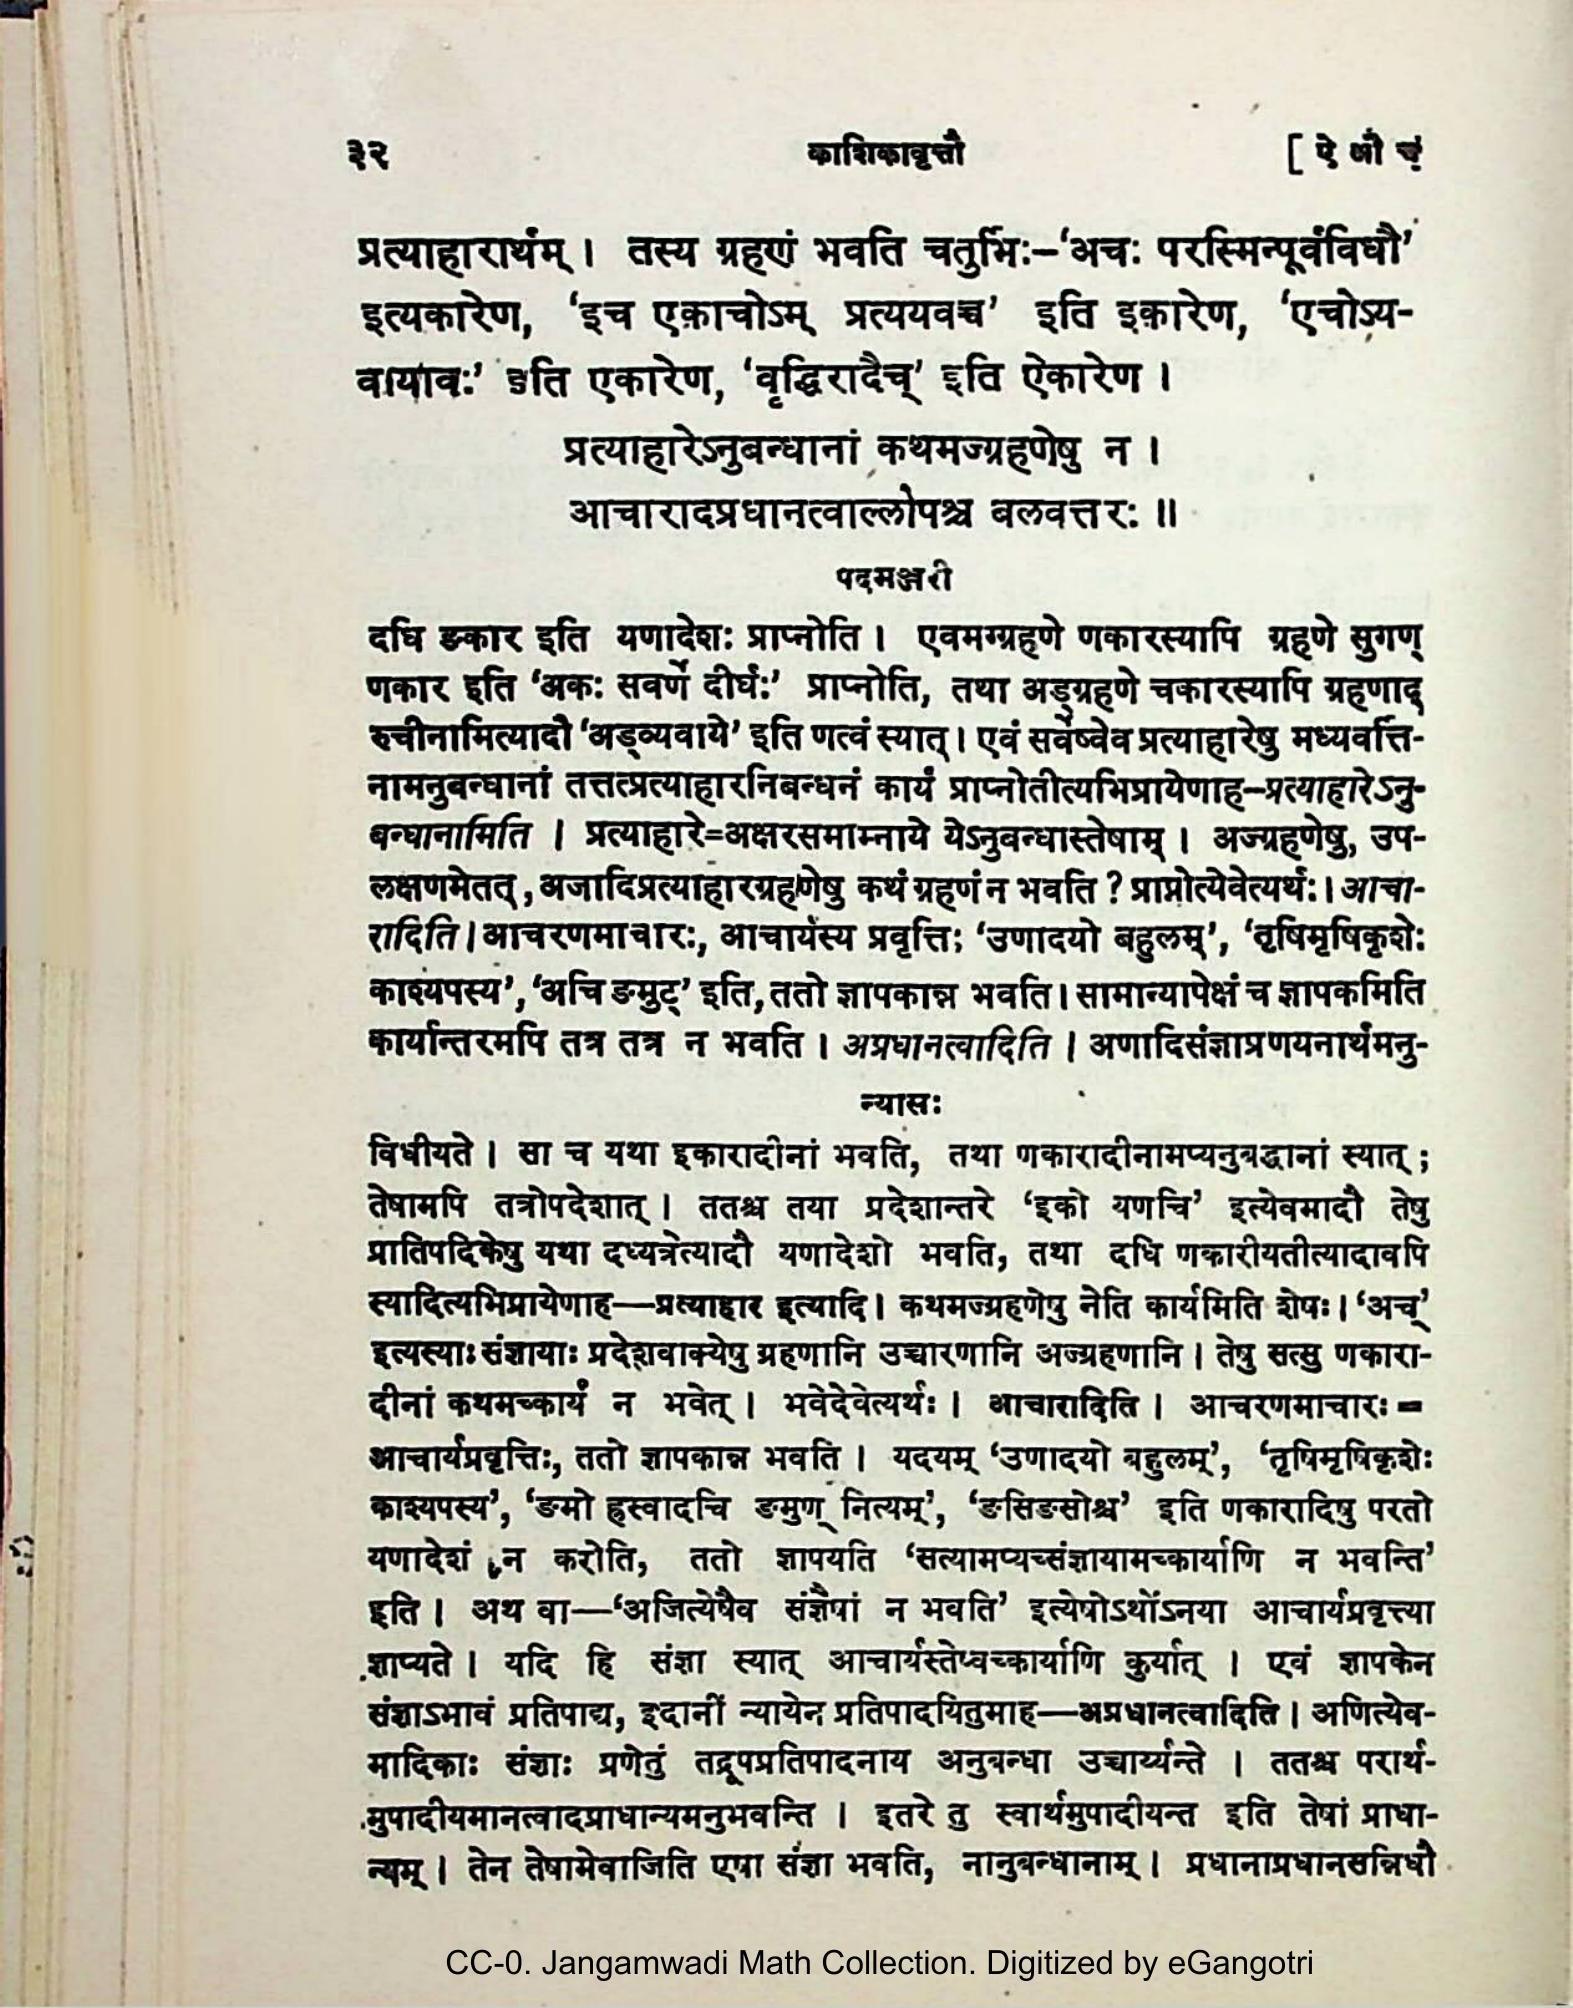 ३२ काशिकावृत्तौ [ ऐ औ च्
प्रत्याहारार्थम् । तस्य ग्रहणं भवति चतुर्भिः–‘अचः परस्मिन्पूर्वविधौ’
इत्यकारेण, ‘इच एकाचोऽम् प्रत्ययवच्च’ इति इकारेण, ‘एचोऽय-
वायावः’ इति एकारेण, ‘वृद्धिरादैच्’ इति ऐकारेण ।
प्रत्याहारेऽनुबन्धानां कथमज्ग्रहणेषु न ।
आचारादप्रधानत्वाल्लोपश्च बलवत्तरः ॥
पदमञ्जरी
दधि ङकार इति यणादेशः प्राप्नोति । एवमग्ग्रहणे णकारस्यापि ग्रहणे सुगण्
णकार इति ‘अकः सवर्णे दीर्घः’ प्राप्नोति, तथा अड्ग्रहणे चकारस्यापि ग्रहणाद्
रुचीनामित्यादौ ‘अड्व्यवाये’ इति णत्वं स्यात् । एवं सर्वेष्वेव प्रत्याहारेषु मध्यवर्त्ति-
नामनुबन्धानां तत्तत्प्रत्याहारनिबन्धनं कार्यं प्राप्नोतीत्यभिप्रायेणाह–प्रत्याहारेऽनु-
बन्धानामिति । प्रत्याहारे=अक्षरसमाम्नाये येऽनुबन्धास्तेषाम् । अज्ग्रहणेषु, उप-
लक्षणमेतत्, अजादिप्रत्याहारग्रहणेषु कथं ग्रहणं न भवति ? प्राप्नोत्येवेत्यर्थः । आचा-
रादिति । आचरणमाचारः, आचार्यस्य प्रवृत्तिः ‘उणादयो बहुलम्’, ‘तृषिमृषिकृशेः
काश्यपस्य’, ‘अचि ङमुट्’ इति, ततो ज्ञापकान्न भवति । सामान्यापेक्षं च ज्ञापकमिति
कार्यान्तरमपि तत्र तत्र न भवति । अप्रधानत्वादिति । अणादिसंज्ञाप्रणयनार्थमनु-
न्यासः
विधीयते । सा च यथा इकारादीनां भवति, तथा णकारादीनामप्यनुबद्धानां स्यात् ;
तेषामपि तत्रोपदेशात् । ततश्च तया प्रदेशान्तरे ‘इको यणचि’ इत्येवमादौ तेषु
प्रातिपदिकेषु यथा दध्यत्रेत्यादौ यणादेशो भवति, तथा दधि णकारीयतीत्यादावपि
स्यादित्यभिप्रायेणाह—प्रत्याहार इत्यादि । कथमज्ग्रहणेषु नेति कार्यमिति शेषः । ‘अच्’
इत्यस्याः संज्ञायाः प्रदेशवाक्येषु ग्रहणानि उच्चारणानि अज्ग्रहणानि । तेषु सत्सु णकारा-
दीनां कथमच्कार्यं न भवेत् । भवेदेवेत्यर्थः । आचारादिति । आचरणमाचारः =
आचार्यप्रवृत्तिः, ततो ज्ञापकान्न भवति । यदयम् ‘उणादयो बहुलम्’, ‘तृषिमृषिकृशेः
काश्यपस्य’, ‘ङमो ह्रस्वादचि ङमुण् नित्यम्’, ‘ङसिङसोश्च’ इति णकारादिषु परतो
यणादेशं न करोति, ततो ज्ञापयति ‘सत्यामप्यच्संज्ञायामच्कार्याणि न भवन्ति’
इति । अथ वा—‘अजित्येषैव संज्ञैषां न भवति’ इत्येषोऽर्थोऽनया आचार्यप्रवृत्त्या
ज्ञाप्यते । यदि हि संज्ञा स्यात् आचार्यस्तेष्वच्कार्याणि कुर्यात् । एवं ज्ञापकेन
संज्ञाऽभावं प्रतिपाद्य, इदानीं न्यायेन प्रतिपादयितुमाह—अप्रधानत्वादिति । अणित्येव-
मादिकाः संज्ञाः प्रणेतुं तद्रूपप्रतिपादनाय अनुबन्धा उच्चार्य्यन्ते । ततश्च परार्थ-
मुपादीयमानत्वादप्राधान्यमनुभवन्ति । इतरे तु स्वार्थमुपादीयन्त इति तेषां प्राधा-
न्यम् । तेन तेषामेवाजिति एषा संज्ञा भवति, नानुबन्धानाम् । प्रधानाप्रधानसन्निधौ
CC-0. Jangamwadi Math Collection. Digitized by eGangotri